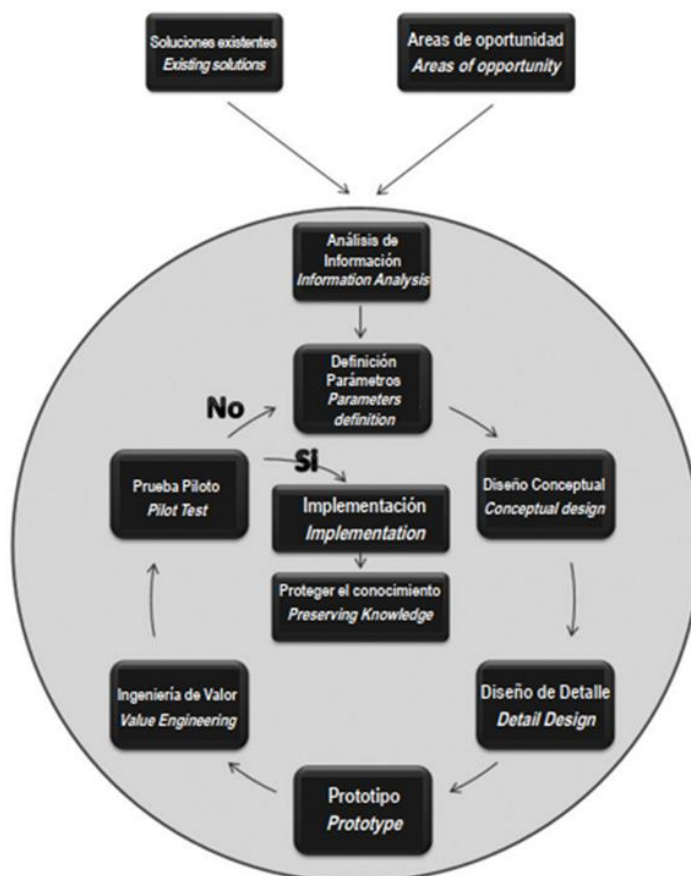 Soluciones existentes
Existing solutions
Areas de oportunidad
Areas of opportunity
Análisis de
Información
Information Analysis
Definición
Parámetros
Parameters
definition
No
Si
Prueba Piloto
Pilot Test
Implementación
Implementation
Diseño Conceptual
Conceptual design
Proteger el conocimiento
Preserving Knowledge
Ingeniería de Valor
Value Engineering
Diseño de Detalle
Detail Design
Prototipo
Prototype